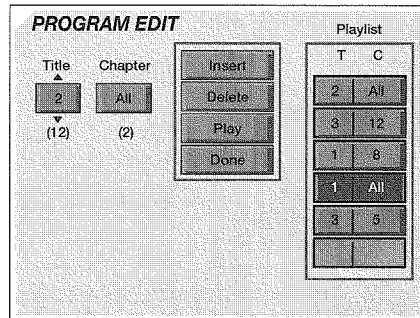 PROGRAM EDIT
Playlist
Title Chapter
2 All
(12) (2)
Insert
Delete
Play
Done
T C
2 All
3 12
1 8
1 All
3 5